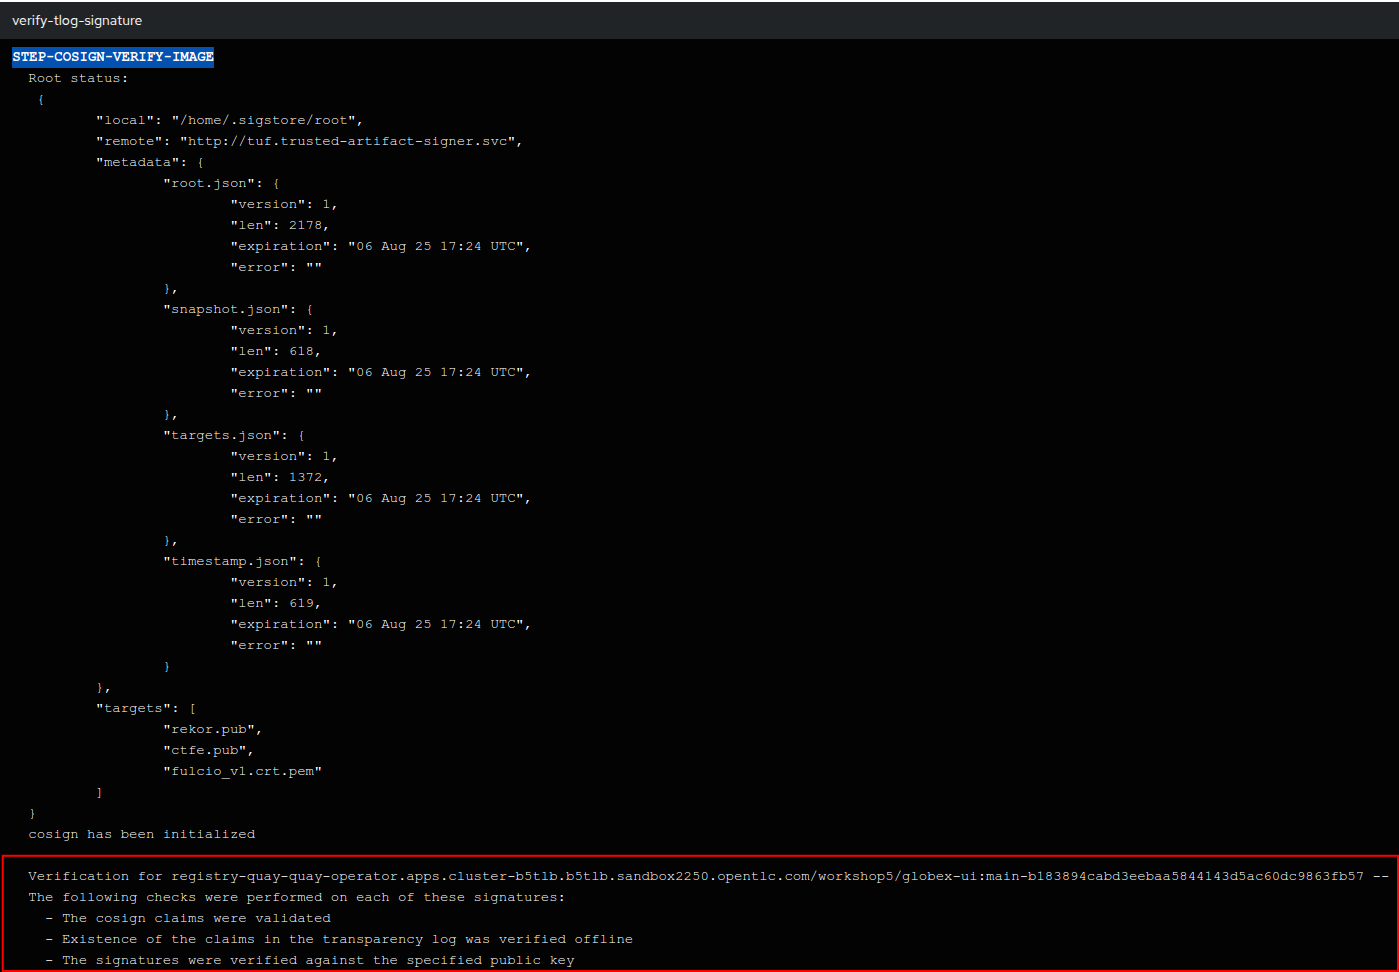 verify-tlog-signature
STEP-COSIGN-VERIFY-IMAGE
Root status:
{
"local": "/home/.sigstore/root",
"remote": "http://tuf.trusted-artifact-signer.svc",
"metadata": {
"root.json": {
"version": 1,
"len": 2178,
"expiration": "06 Aug 25 17:24 UTC",
"error": ""
},
"snapshot.json": {
"version": 1,
"len": 618,
"expiration": "06 Aug 25 17:24 UTC",
"error": ""
},
"targets.json": {
"version": 1,
"len": 1372,
"expiration": "06 Aug 25 17:24 UTC",
"error": ""
},
"timestamp.json": {
"version": 1,
"len": 619,
"expiration": "06 Aug 25 17:24 UTC",
"error": ""
}
},
"targets": [
"rekor.pub",
"ctfe.pub",
"fulcio_v1.crt.pem"
]
}
cosign has been initialized
Verification for registry-quay-quay-operator.apps.cluster-b5tlb.b5tlb.sandbox2250.opentlc.com/workshop5/globex-ui:main-b183894cabd3eebaa5844143d5ac60dc9863fb57 --
The following checks were performed on each of these signatures:
- The cosign claims were validated
- Existence of the claims in the transparency log was verified offline
- The signatures were verified against the specified public key